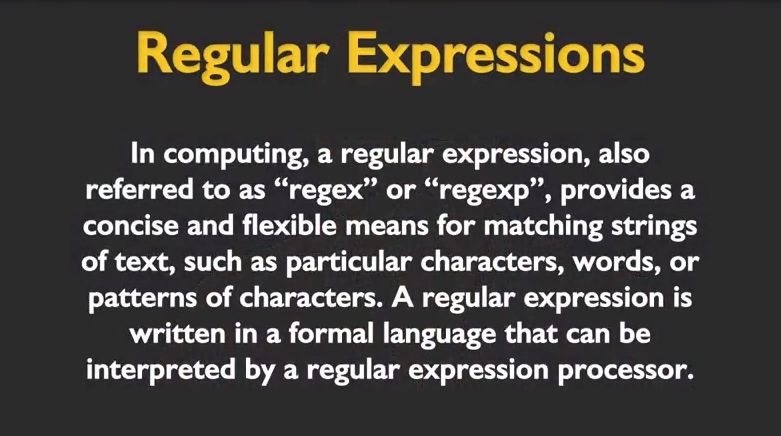 Regular Expressions
In computing, a regular expression, also
referred to as “regex” or “regexp”, provides a
concise and flexible means for matching strings
of text, such as particular characters, words, or
patterns of characters. A regular expression is
written in a formal language that can be
interpreted by a regular expression processor.